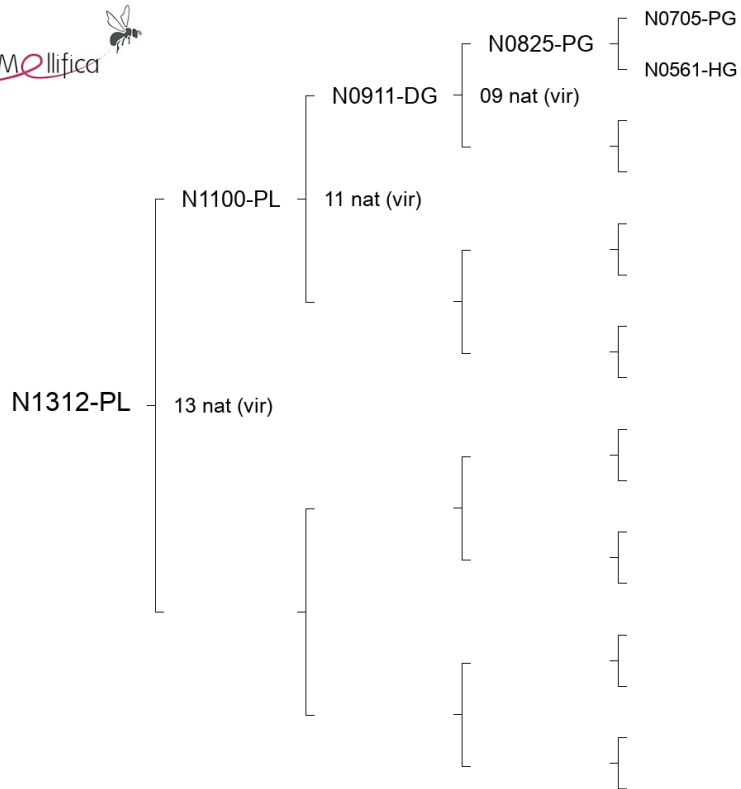 Mellifica
N0705-PG
N0825-PG
N0561-HG
N0911-DG
09 nat (vir)
N1100-PL
11 nat (vir)
N1312-PL
13 nat (vir)